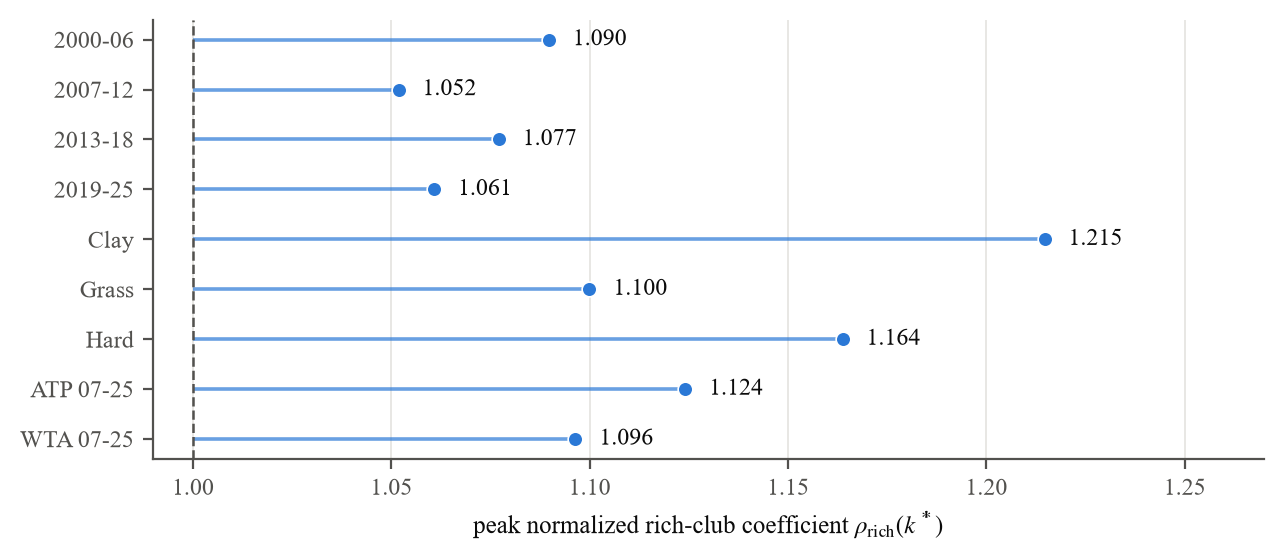 2000-06 1.090
2007-12 1.052
2013-18 1.077
2019-25 1.061
Clay 1.215
Grass 1.100
Hard 1.164
ATP 07-25 1.124
WTA 07-25 1.096
1.00 1.05 1.10 1.15 1.20 1.25
peak normalized rich-club coefficient ρrich(k*)